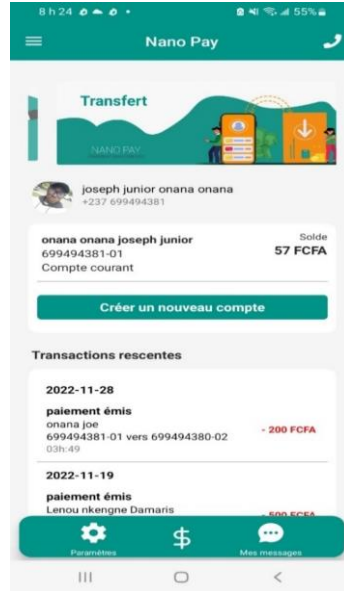 8 h 24
55%
Nano Pay
Transfert
NANO PAY
joseph junior onana onana
+237 699494381
onana onana joseph junior
Solde
699494381-01
57 FCFA
Compte courant
Créer un nouveau compte
Transactions rescentes
2022-11-28
paiement émis
onana joe
- 200 FCFA
699494381-01 vers 699494380-02
03h:49
2022-11-19
paiement émis
Lenou nkengne Damaris
- 500 FCFA
Paramètres
Mes messages